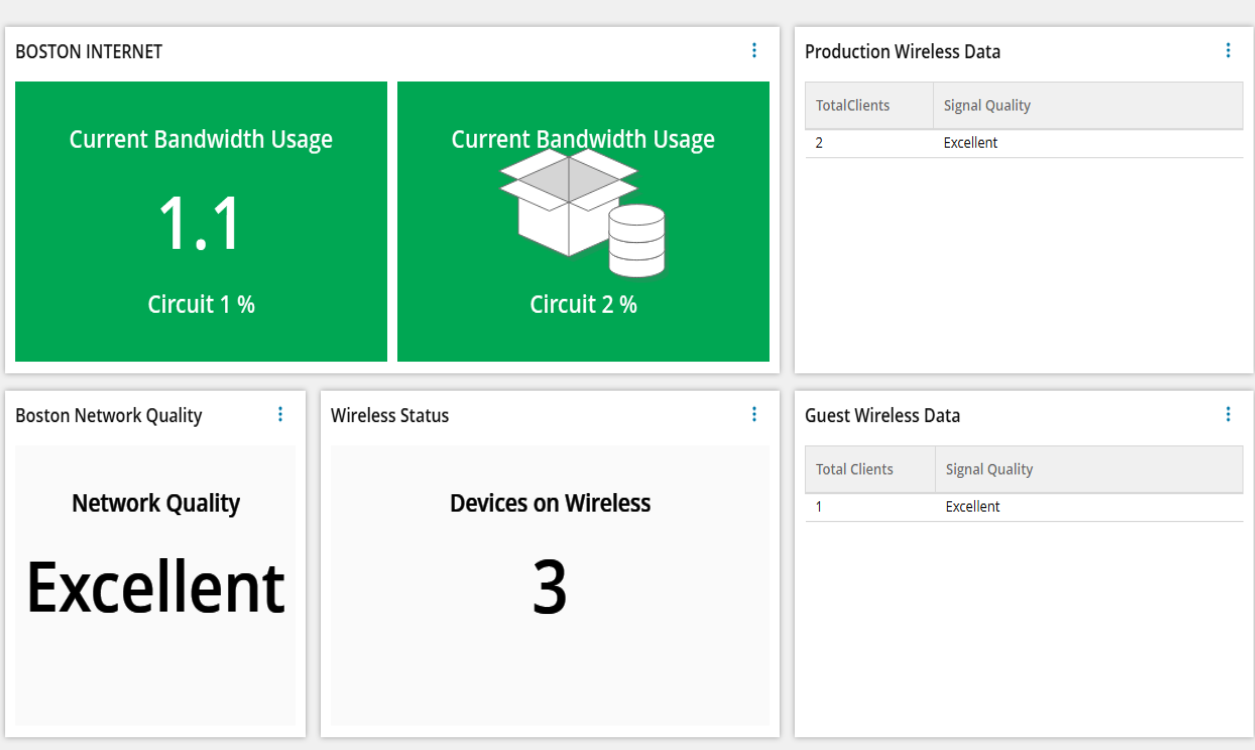 BOSTON INTERNET
Current Bandwidth Usage
1.1
Circuit 1 %
Current Bandwidth Usage
Circuit 2 %
Production Wireless Data
TotalClients Signal Quality
2 Excellent
Boston Network Quality
Network Quality
Excellent
Wireless Status
Devices on Wireless
3
Guest Wireless Data
Total Clients Signal Quality
1 Excellent